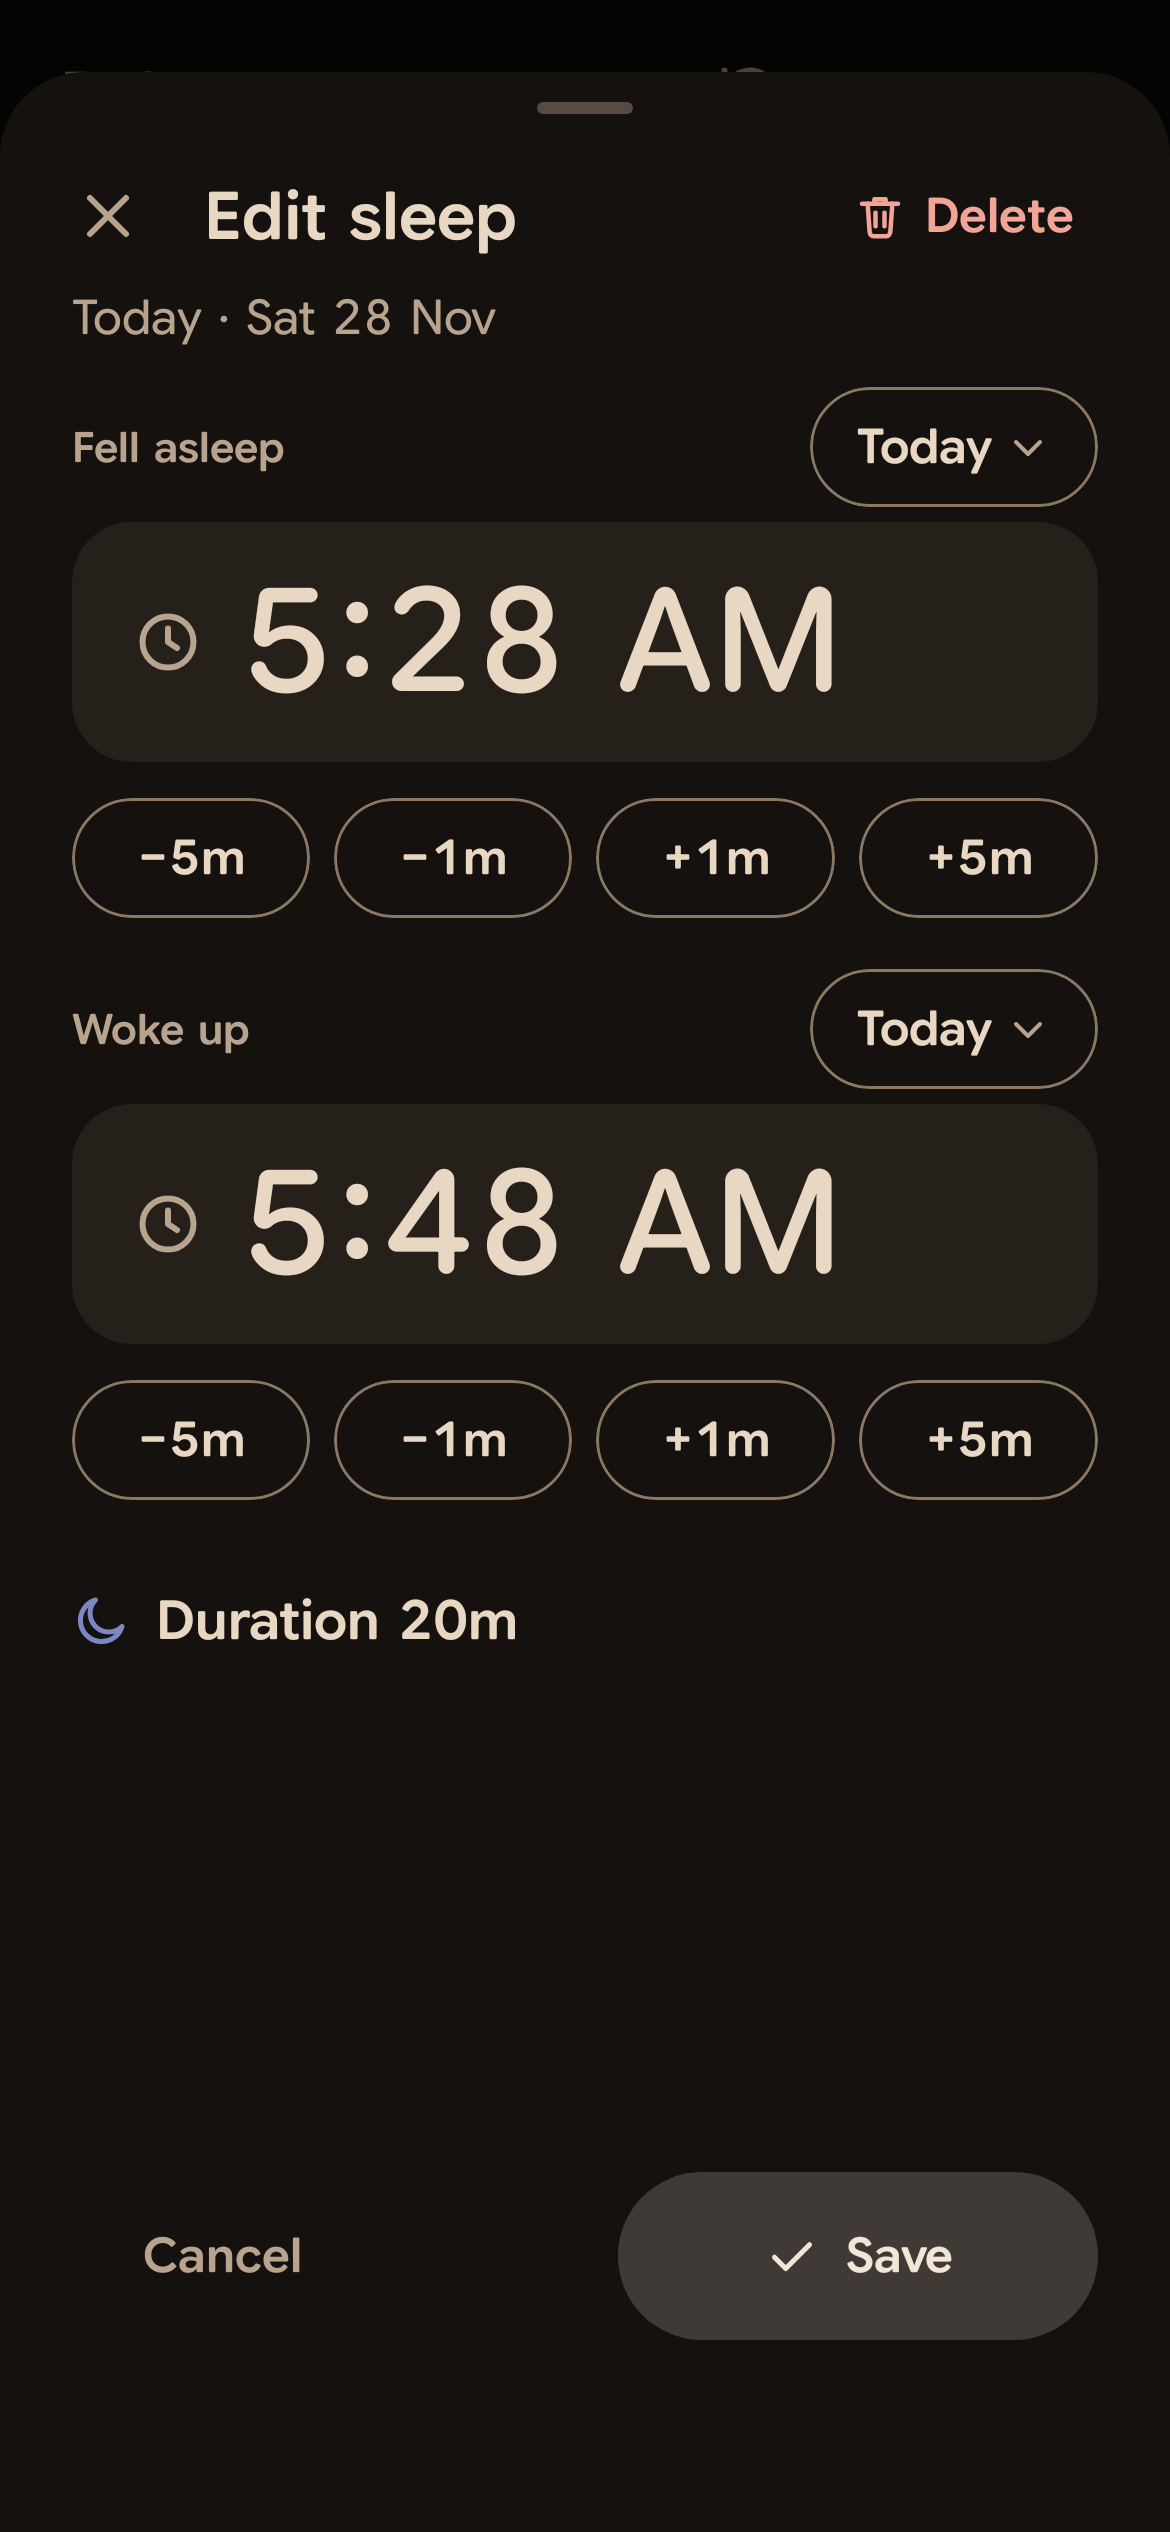 Edit sleep
Delete
Today · Sat 28 Nov
Fell asleep
Today
5:28 AM
−5m −1m +1m +5m
Woke up
Today
5:48 AM
−5m −1m +1m +5m
Duration 20m
Cancel
Save